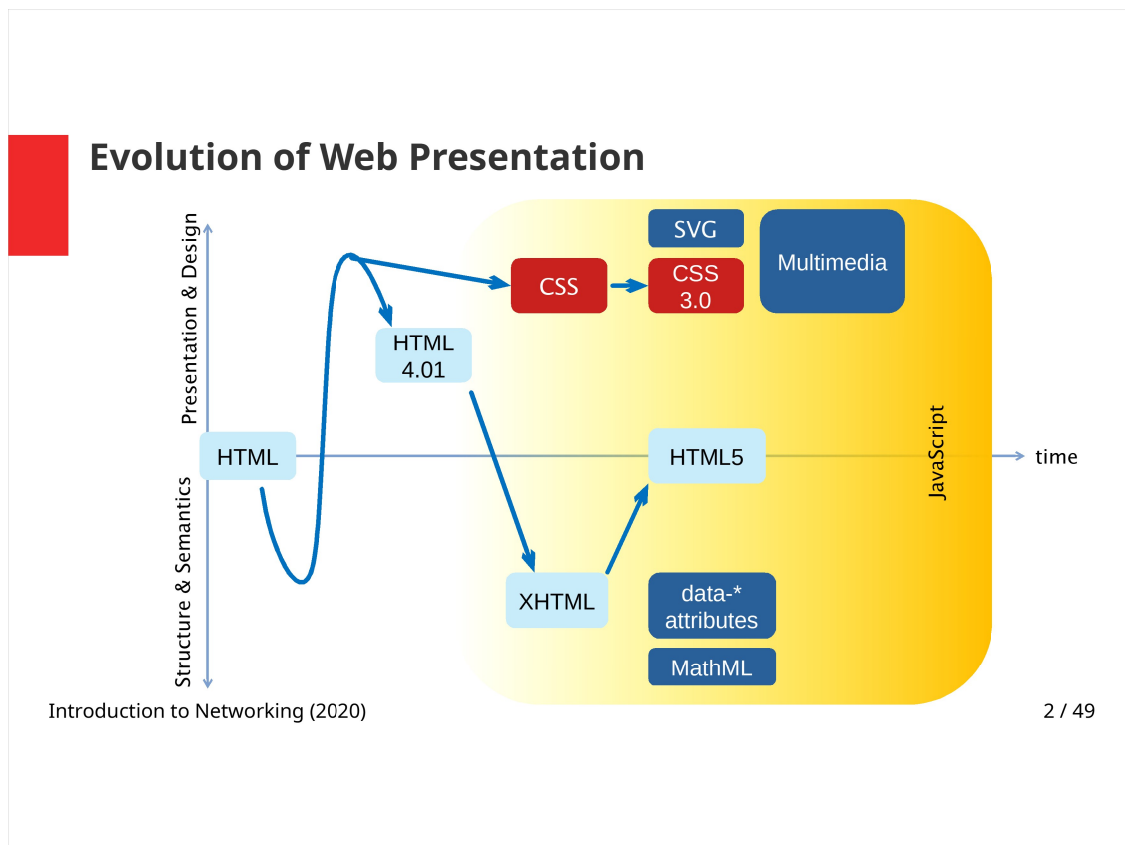 Evolution of Web Presentation
Presentation & Design
Structure & Semantics
SVG
Multimedia
CSS
CSS
3.0
HTML
4.01
HTML
HTML5
JavaScript
time
XHTML
data-*
attributes
MathML
Introduction to Networking (2020)
2 / 49